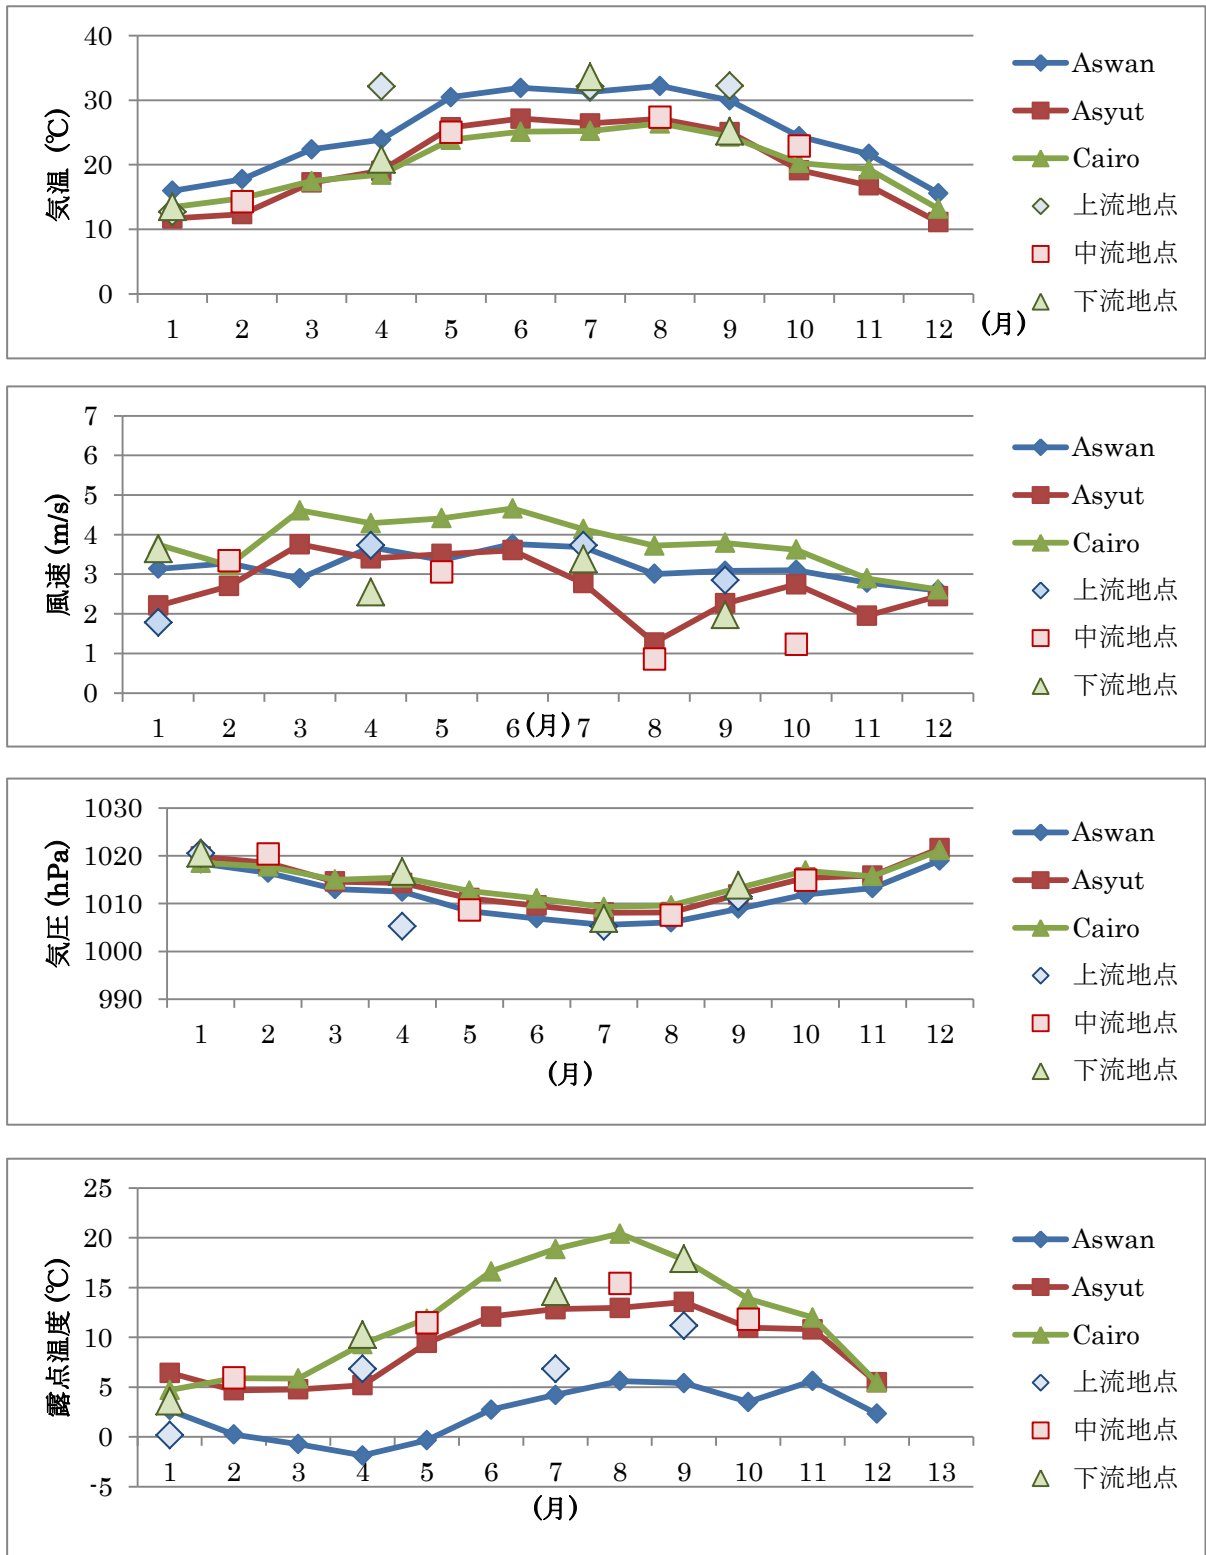 気温 (℃)
40
30
20
10
0
1 2 3 4 5 6 7 8 9 10 11 12
(月)
Aswan
Asyut
Cairo
上流地点
中流地点
下流地点
風速 (m/s)
7
6
5
4
3
2
1
0
1 2 3 4 5 6 (月) 7 8 9 10 11 12
Aswan
Asyut
Cairo
上流地点
中流地点
下流地点
気圧 (hPa)
1030
1020
1010
1000
990
1 2 3 4 5 6 7 8 9 10 11 12
(月)
Aswan
Asyut
Cairo
上流地点
中流地点
下流地点
露点温度 (℃)
25
20
15
10
5
0
-5
1 2 3 4 5 6 7 8 9 10 11 12 13
(月)
Aswan
Asyut
Cairo
上流地点
中流地点
下流地点